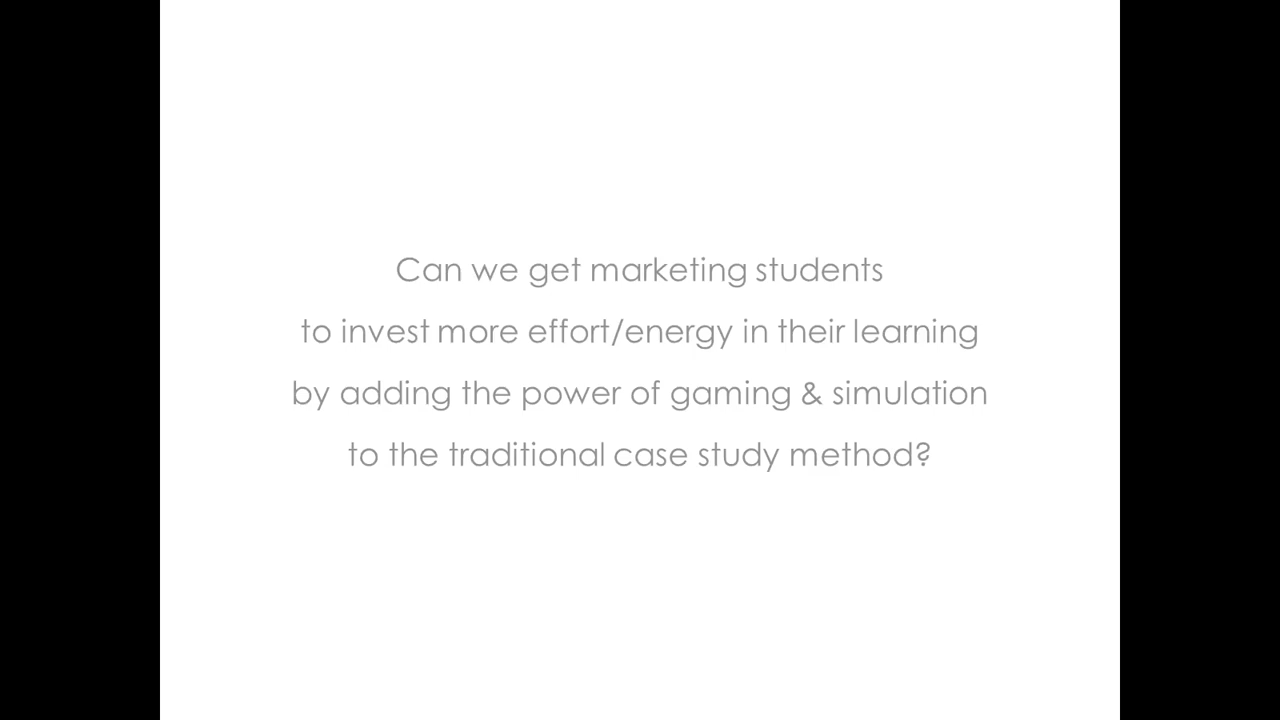 Can we get marketing students
to invest more effort/energy in their learning
by adding the power of gaming & simulation
to the traditional case study method?